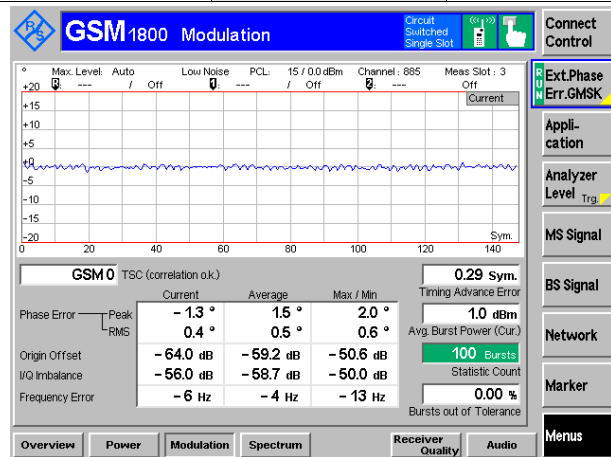 R&S GSM 1800 Modulation Circuit Switched Single Slot Connect Control
° Max. Level: Auto Low Noise PCL: 15 / 0.0 dBm Channel : 885 Meas Slot : 3
--- / Off --- / Off --- Off
Current
R U N Ext.Phase Err.GMSK
+20
+15
+10
+5
+0
-5
-10
-15
-20
Sym.
0 20 40 60 80 100 120 140
Appli-cation
Analyzer Level Trg.
MS Signal
GSM 0 TSC (correlation o.k.) 0.29 Sym.
Timing Advance Error
BS Signal
Current Average Max / Min
Phase Error Peak – 1.3 ° 1.5 ° 2.0 ° 1.0 dBm
RMS 0.4 ° 0.5 ° 0.6 ° Avg. Burst Power (Cur.)
Network
Origin Offset – 64.0 dB – 59.2 dB – 50.6 dB 100 Bursts
I/Q Imbalance – 56.0 dB – 58.7 dB – 50.0 dB Statistic Count
Marker
Frequency Error – 6 Hz – 4 Hz – 13 Hz 0.00 %
Bursts out of Tolerance
Overview Power Modulation Spectrum Receiver Quality Audio Menus